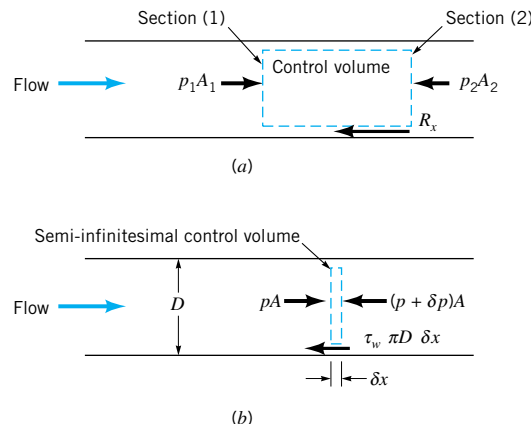 Section (1)
Section (2)
Control volume
Flow
p₁A₁
p₂A₂
Rₓ
(a)
Semi-infinitesimal control volume
Flow
D
pA
(p + δp)A
τ_w πD δx
δx
(b)